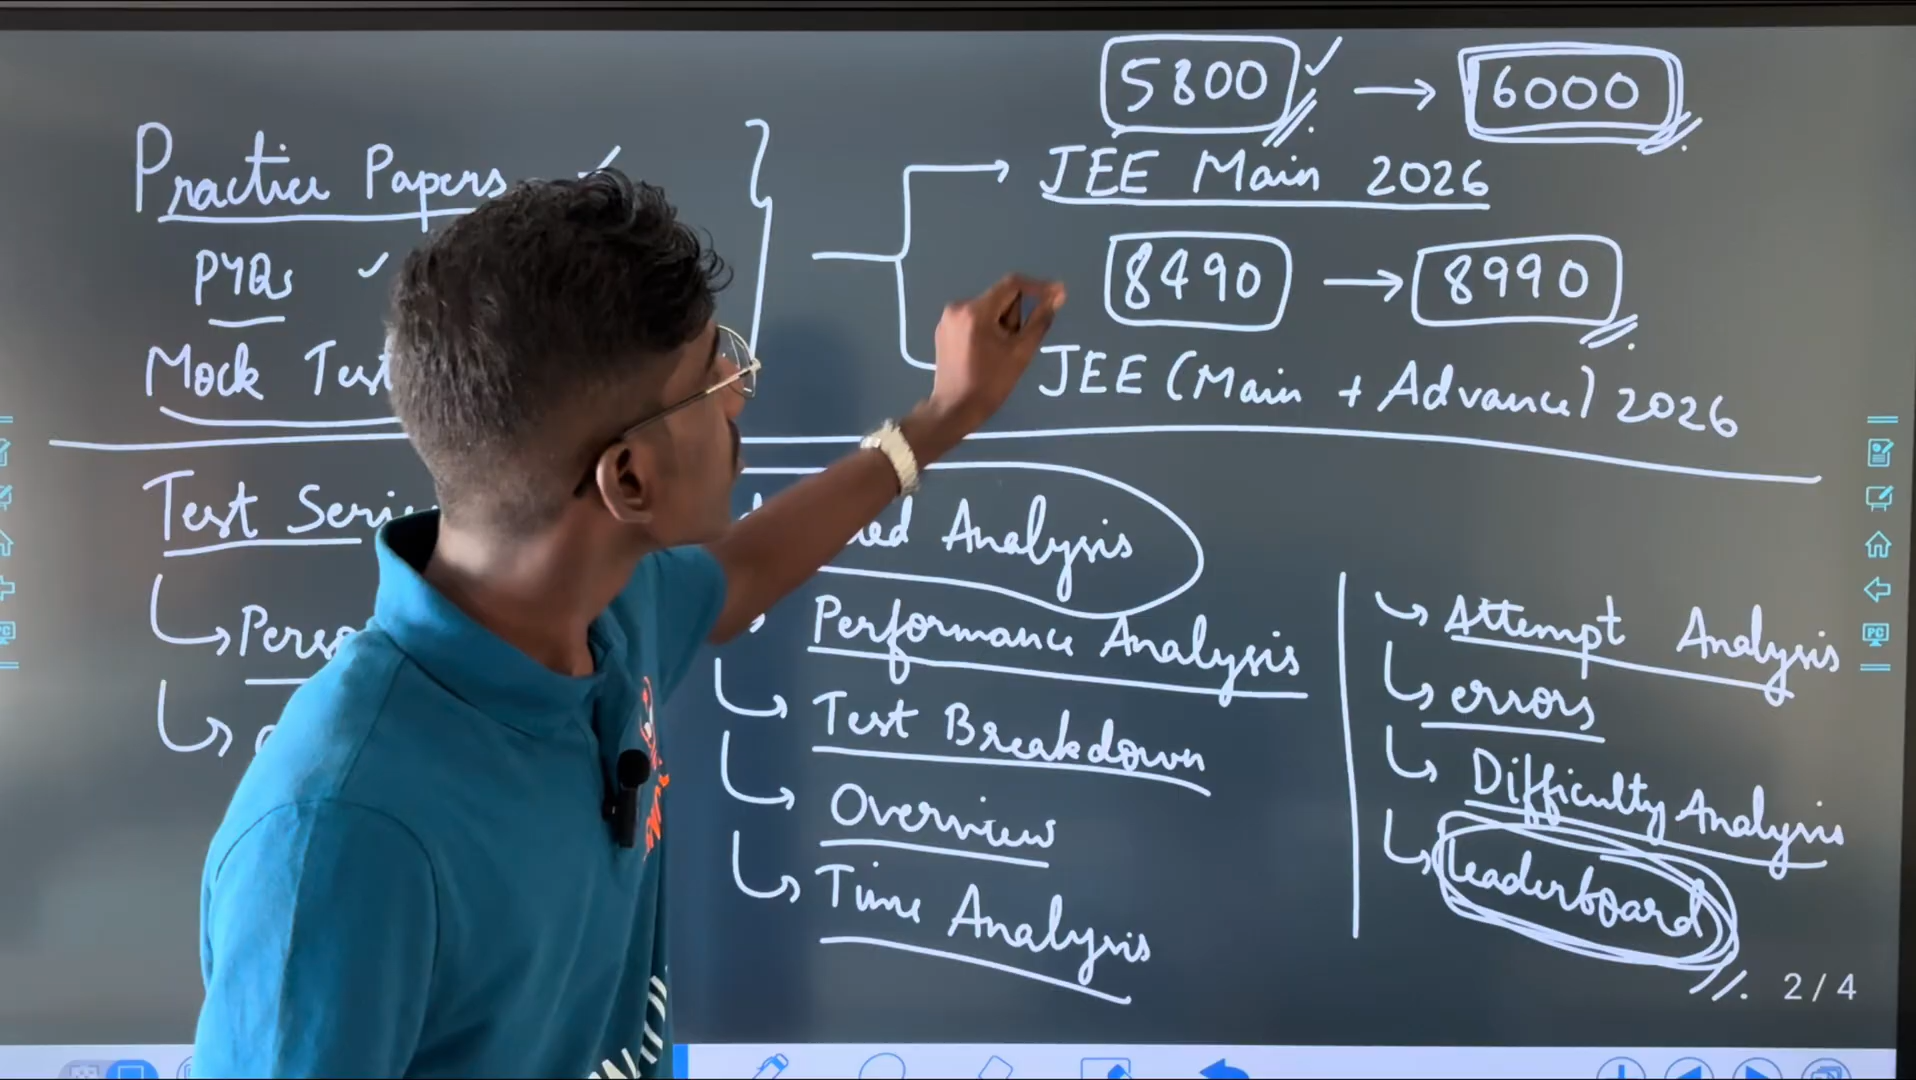 5800 ✓ → 6000
Practice Papers ✓
JEE Main 2026
PYQs ✓
8490 → 8990
Mock Test
JEE (Main + Advance) 2026
Test
Analysis
Performance Analysis
Test Breakdown
Overview
Time Analysis
Attempt Analysis
errors
Difficulty Analysis
leaderboard
2/4
PC